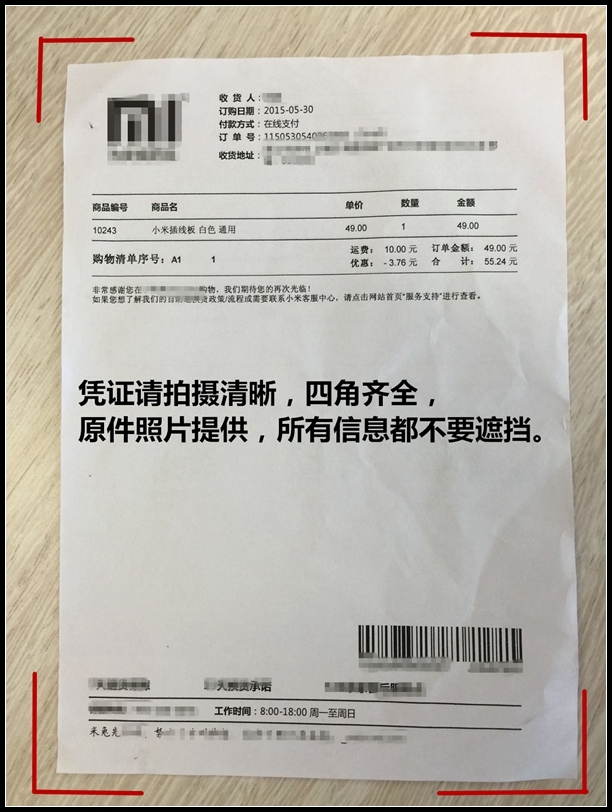 收 货 人：
订购日期：2015-05-30
付款方式：在线支付
订 单 号：1150530540
收货地址：
商品编号 商品名 单价 数量 金额
10243 小米插线板 白色 通用 49.00 1 49.00
购物清单序号：A1 1
运费： 10.00 元 订单金额： 49.00 元
优惠： - 3.76 元 合 计： 55.24 元
非常感谢您在 购物，我们期待您的再次光临！
如果您想了解我们的 政策/流程或需要联系小米客服中心，请点击网站首页“服务支持”进行查看。
凭证请拍摄清晰，四角齐全，
原件照片提供，所有信息都不要遮挡。
工作时间：8:00-18:00 周一至周日
米兔先